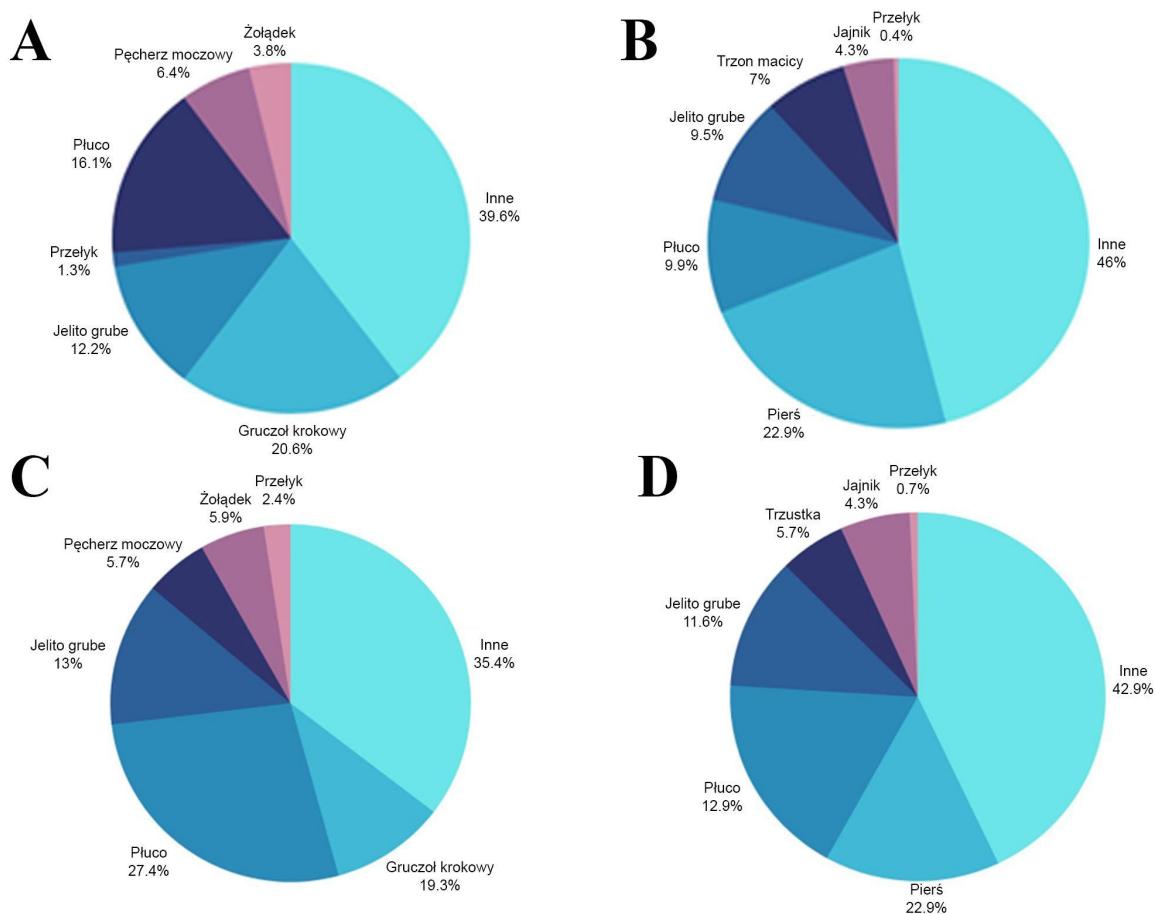 A
Żołądek
3.8%
Pęcherz moczowy
6.4%
Płuco
16.1%
Przełyk
1.3%
Jelito grube
12.2%
Gruczoł krokowy
20.6%
Inne
39.6%
B
Przełyk
0.4%
Jajnik
4.3%
Trzon macicy
7%
Jelito grube
9.5%
Płuco
9.9%
Pierś
22.9%
Inne
46%
C
Przełyk
2.4%
Żołądek
5.9%
Pęcherz moczowy
5.7%
Jelito grube
13%
Płuco
27.4%
Gruczoł krokowy
19.3%
Inne
35.4%
D
Przełyk
0.7%
Jajnik
4.3%
Trzustka
5.7%
Jelito grube
11.6%
Płuco
12.9%
Pierś
22.9%
Inne
42.9%